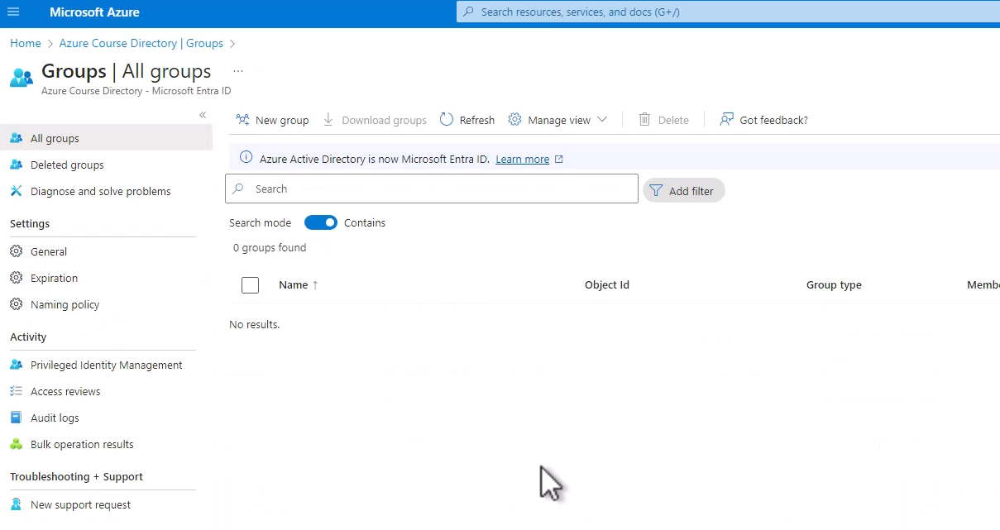 Microsoft Azure
Search resources, services, and docs (G+/)
Home > Azure Course Directory | Groups >
Groups | All groups ...
Azure Course Directory - Microsoft Entra ID
«
All groups
Deleted groups
Diagnose and solve problems
Settings
General
Expiration
Naming policy
Activity
Privileged Identity Management
Access reviews
Audit logs
Bulk operation results
Troubleshooting + Support
New support request
New group Download groups Refresh Manage view Delete Got feedback?
Azure Active Directory is now Microsoft Entra ID. Learn more
Search Add filter
Search mode Contains
0 groups found
Name ↑ Object Id Group type Membe
No results.